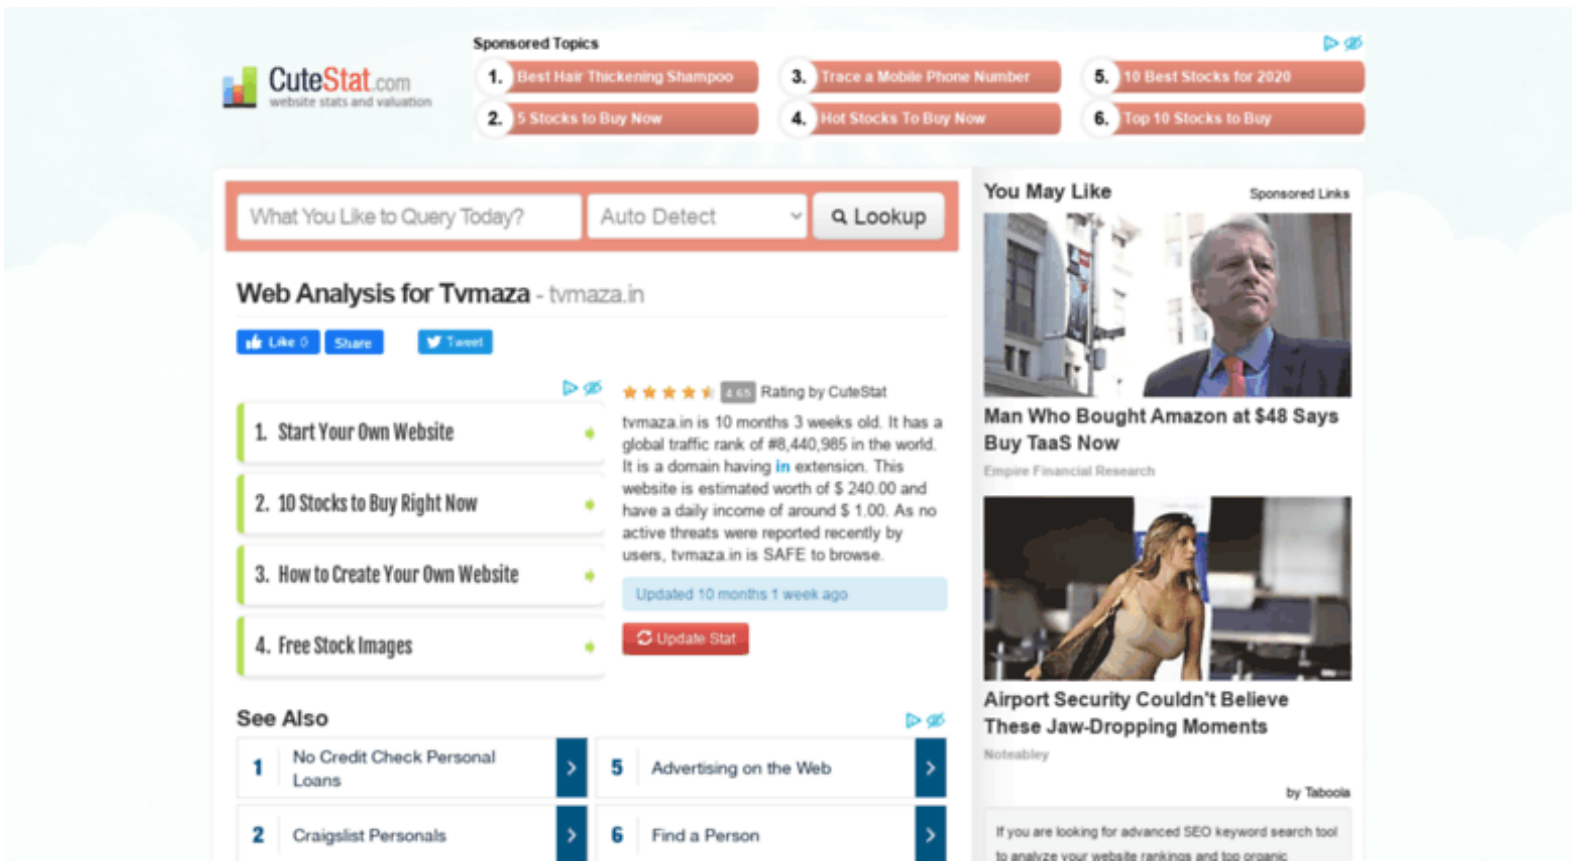 Sponsored Topics
1. Best Hair Thickening Shampoo
3. Trace a Mobile Phone Number
5. 10 Best Stocks for 2020
2. 5 Stocks to Buy Now
4. Hot Stocks To Buy Now
6. Top 10 Stocks to Buy
CuteStat.com
website stats and valuation
What You Like to Query Today?
Auto Detect
Lookup
Web Analysis for Tvmaza - tvmaza.in
Like 0
Share
Tweet
1. Start Your Own Website
2. 10 Stocks to Buy Right Now
3. How to Create Your Own Website
4. Free Stock Images
4.65 Rating by CuteStat
tvmaza.in is 10 months 3 weeks old. It has a
global traffic rank of #8,440,985 in the world.
It is a domain having in extension. This
website is estimated worth of $ 240.00 and
have a daily income of around $ 1.00. As no
active threats were reported recently by
users, tvmaza.in is SAFE to browse.
Updated 10 months 1 week ago
Update Stat
See Also
1 No Credit Check Personal
Loans
5 Advertising on the Web
2 Craigslist Personals
6 Find a Person
You May Like
Sponsored Links
Man Who Bought Amazon at $48 Says
Buy TaaS Now
Empire Financial Research
Airport Security Couldn't Believe
These Jaw-Dropping Moments
Noteabley
by Taboola
If you are looking for advanced SEO keyword search tool
to analyze your website rankings and top organic